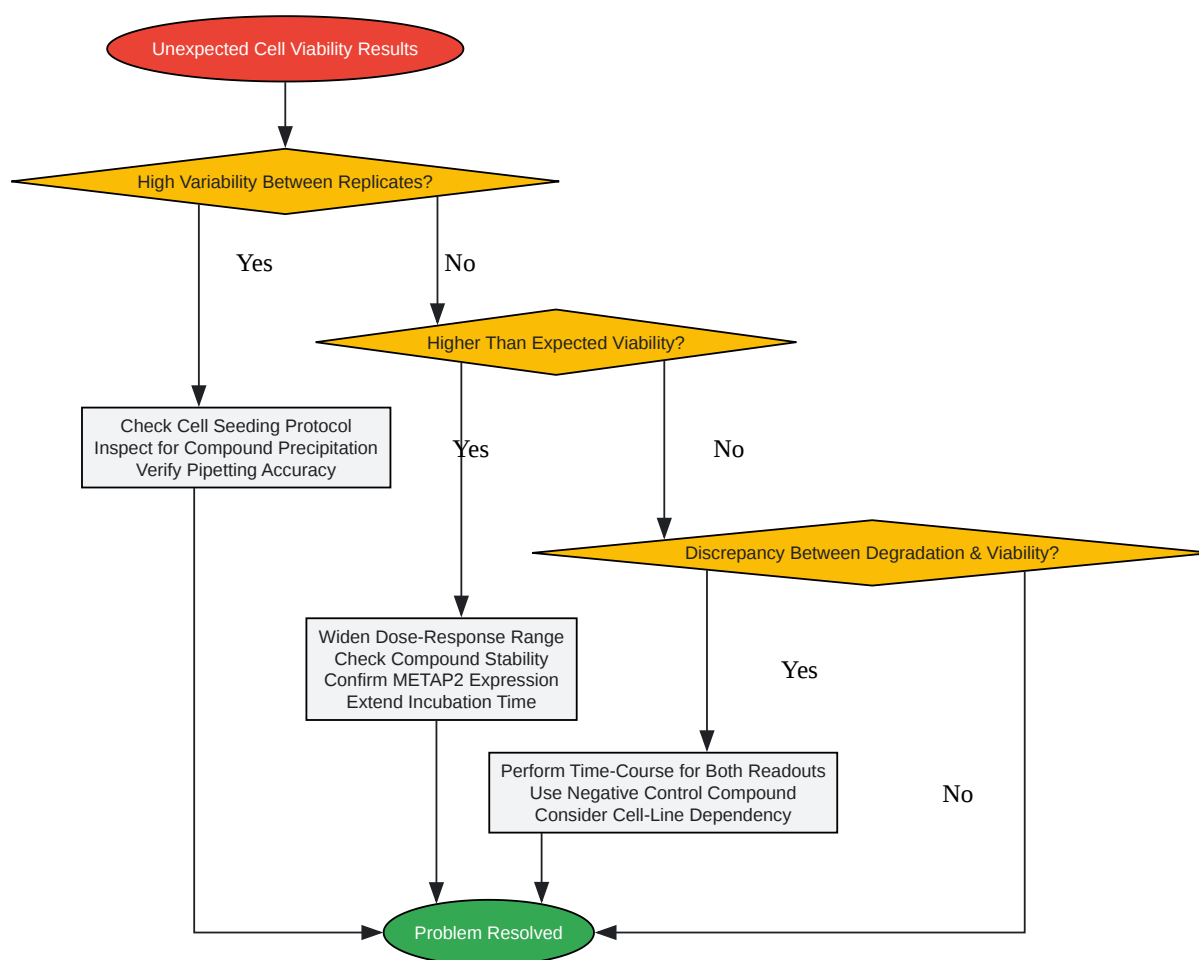 Unexpected Cell Viability Results
High Variability Between Replicates?
Yes
No
Higher Than Expected Viability?
Check Cell Seeding Protocol
Inspect for Compound Precipitation
Verify Pipetting Accuracy
Yes
No
Discrepancy Between Degradation & Viability?
Widen Dose-Response Range
Check Compound Stability
Confirm METAP2 Expression
Extend Incubation Time
Yes
Perform Time-Course for Both Readouts
Use Negative Control Compound
Consider Cell-Line Dependency
No
Problem Resolved